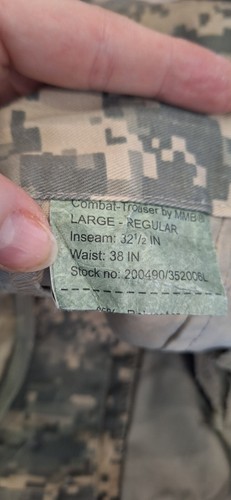 Combat-Trouser by MMB®
LARGE - REGULAR
Inseam: 32½ IN
Waist: 38 IN
Stock no: 200490/352006L